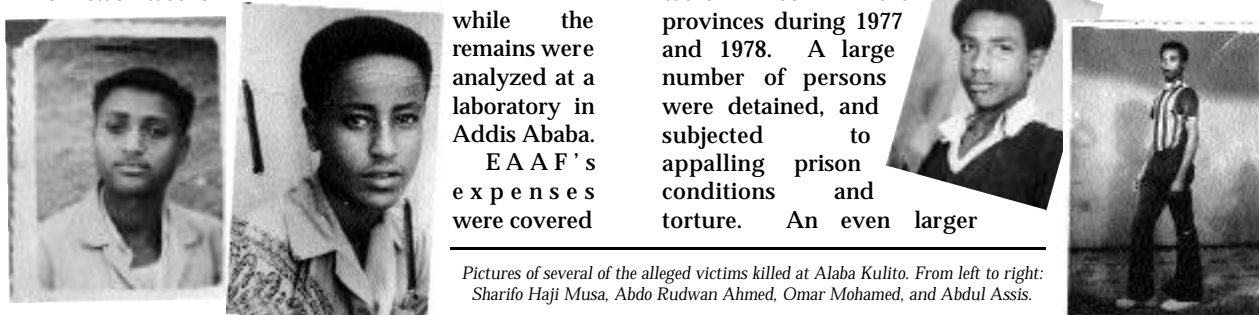 while the
remains were
analyzed at a
laboratory in
Addis Ababa.
EAAF's
expenses
were covered
provinces during 1977
and 1978. A large
number of persons
were detained, and
subjected to
appalling prison
conditions and
torture. An even larger
Pictures of several of the alleged victims killed at Alaba Kulito. From left to right:
Sharifo Haji Musa, Abdo Rudwan Ahmed, Omar Mohamed, and Abdul Assis.